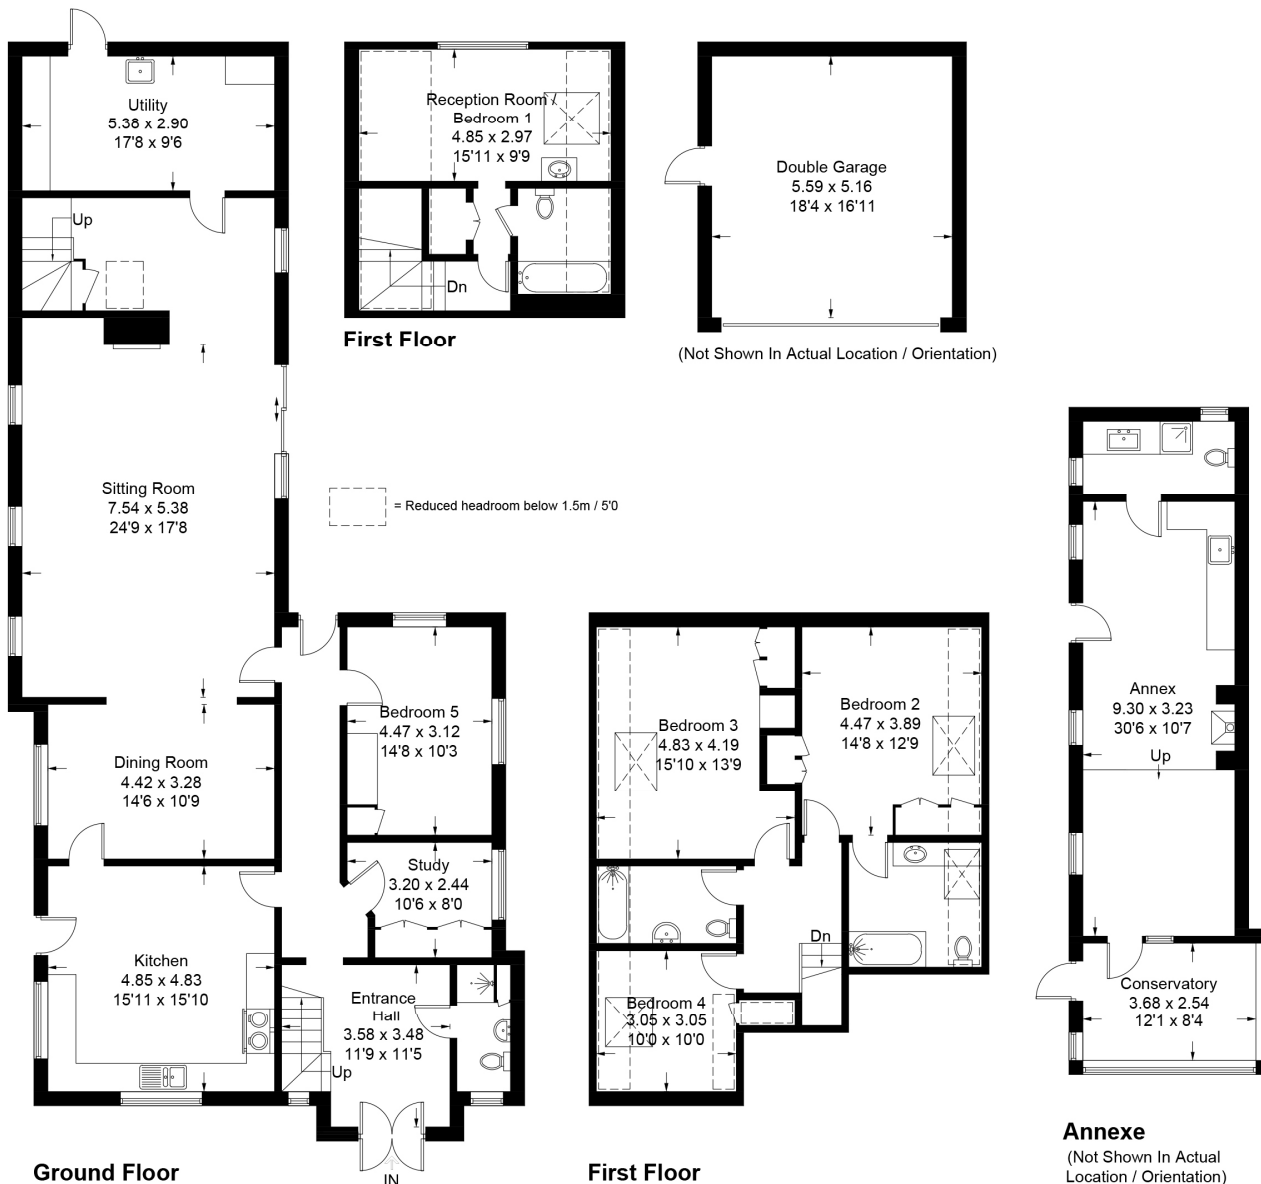 Utility
5.38 x 2.90
17'8 x 9'6
Up
Reception Room /
Bedroom 1
4.85 x 2.97
15'11 x 9'9
Dn
First Floor
Double Garage
5.59 x 5.16
18'4 x 16'11
(Not Shown In Actual Location / Orientation)
Sitting Room
7.54 x 5.38
24'9 x 17'8
= Reduced headroom below 1.5m / 5'0
Dining Room
4.42 x 3.28
14'6 x 10'9
Bedroom 5
4.47 x 3.12
14'8 x 10'3
Study
3.20 x 2.44
10'6 x 8'0
Kitchen
4.85 x 4.83
15'11 x 15'10
Entrance
Hall
3.58 x 3.48
11'9 x 11'5
Up
IN
Ground Floor
Bedroom 3
4.83 x 4.19
15'10 x 13'9
Bedroom 2
4.47 x 3.89
14'8 x 12'9
Dn
Bedroom 4
3.05 x 3.05
10'0 x 10'0
First Floor
Annex
9.30 x 3.23
30'6 x 10'7
Up
Conservatory
3.68 x 2.54
12'1 x 8'4
Annexe
(Not Shown In Actual
Location / Orientation)